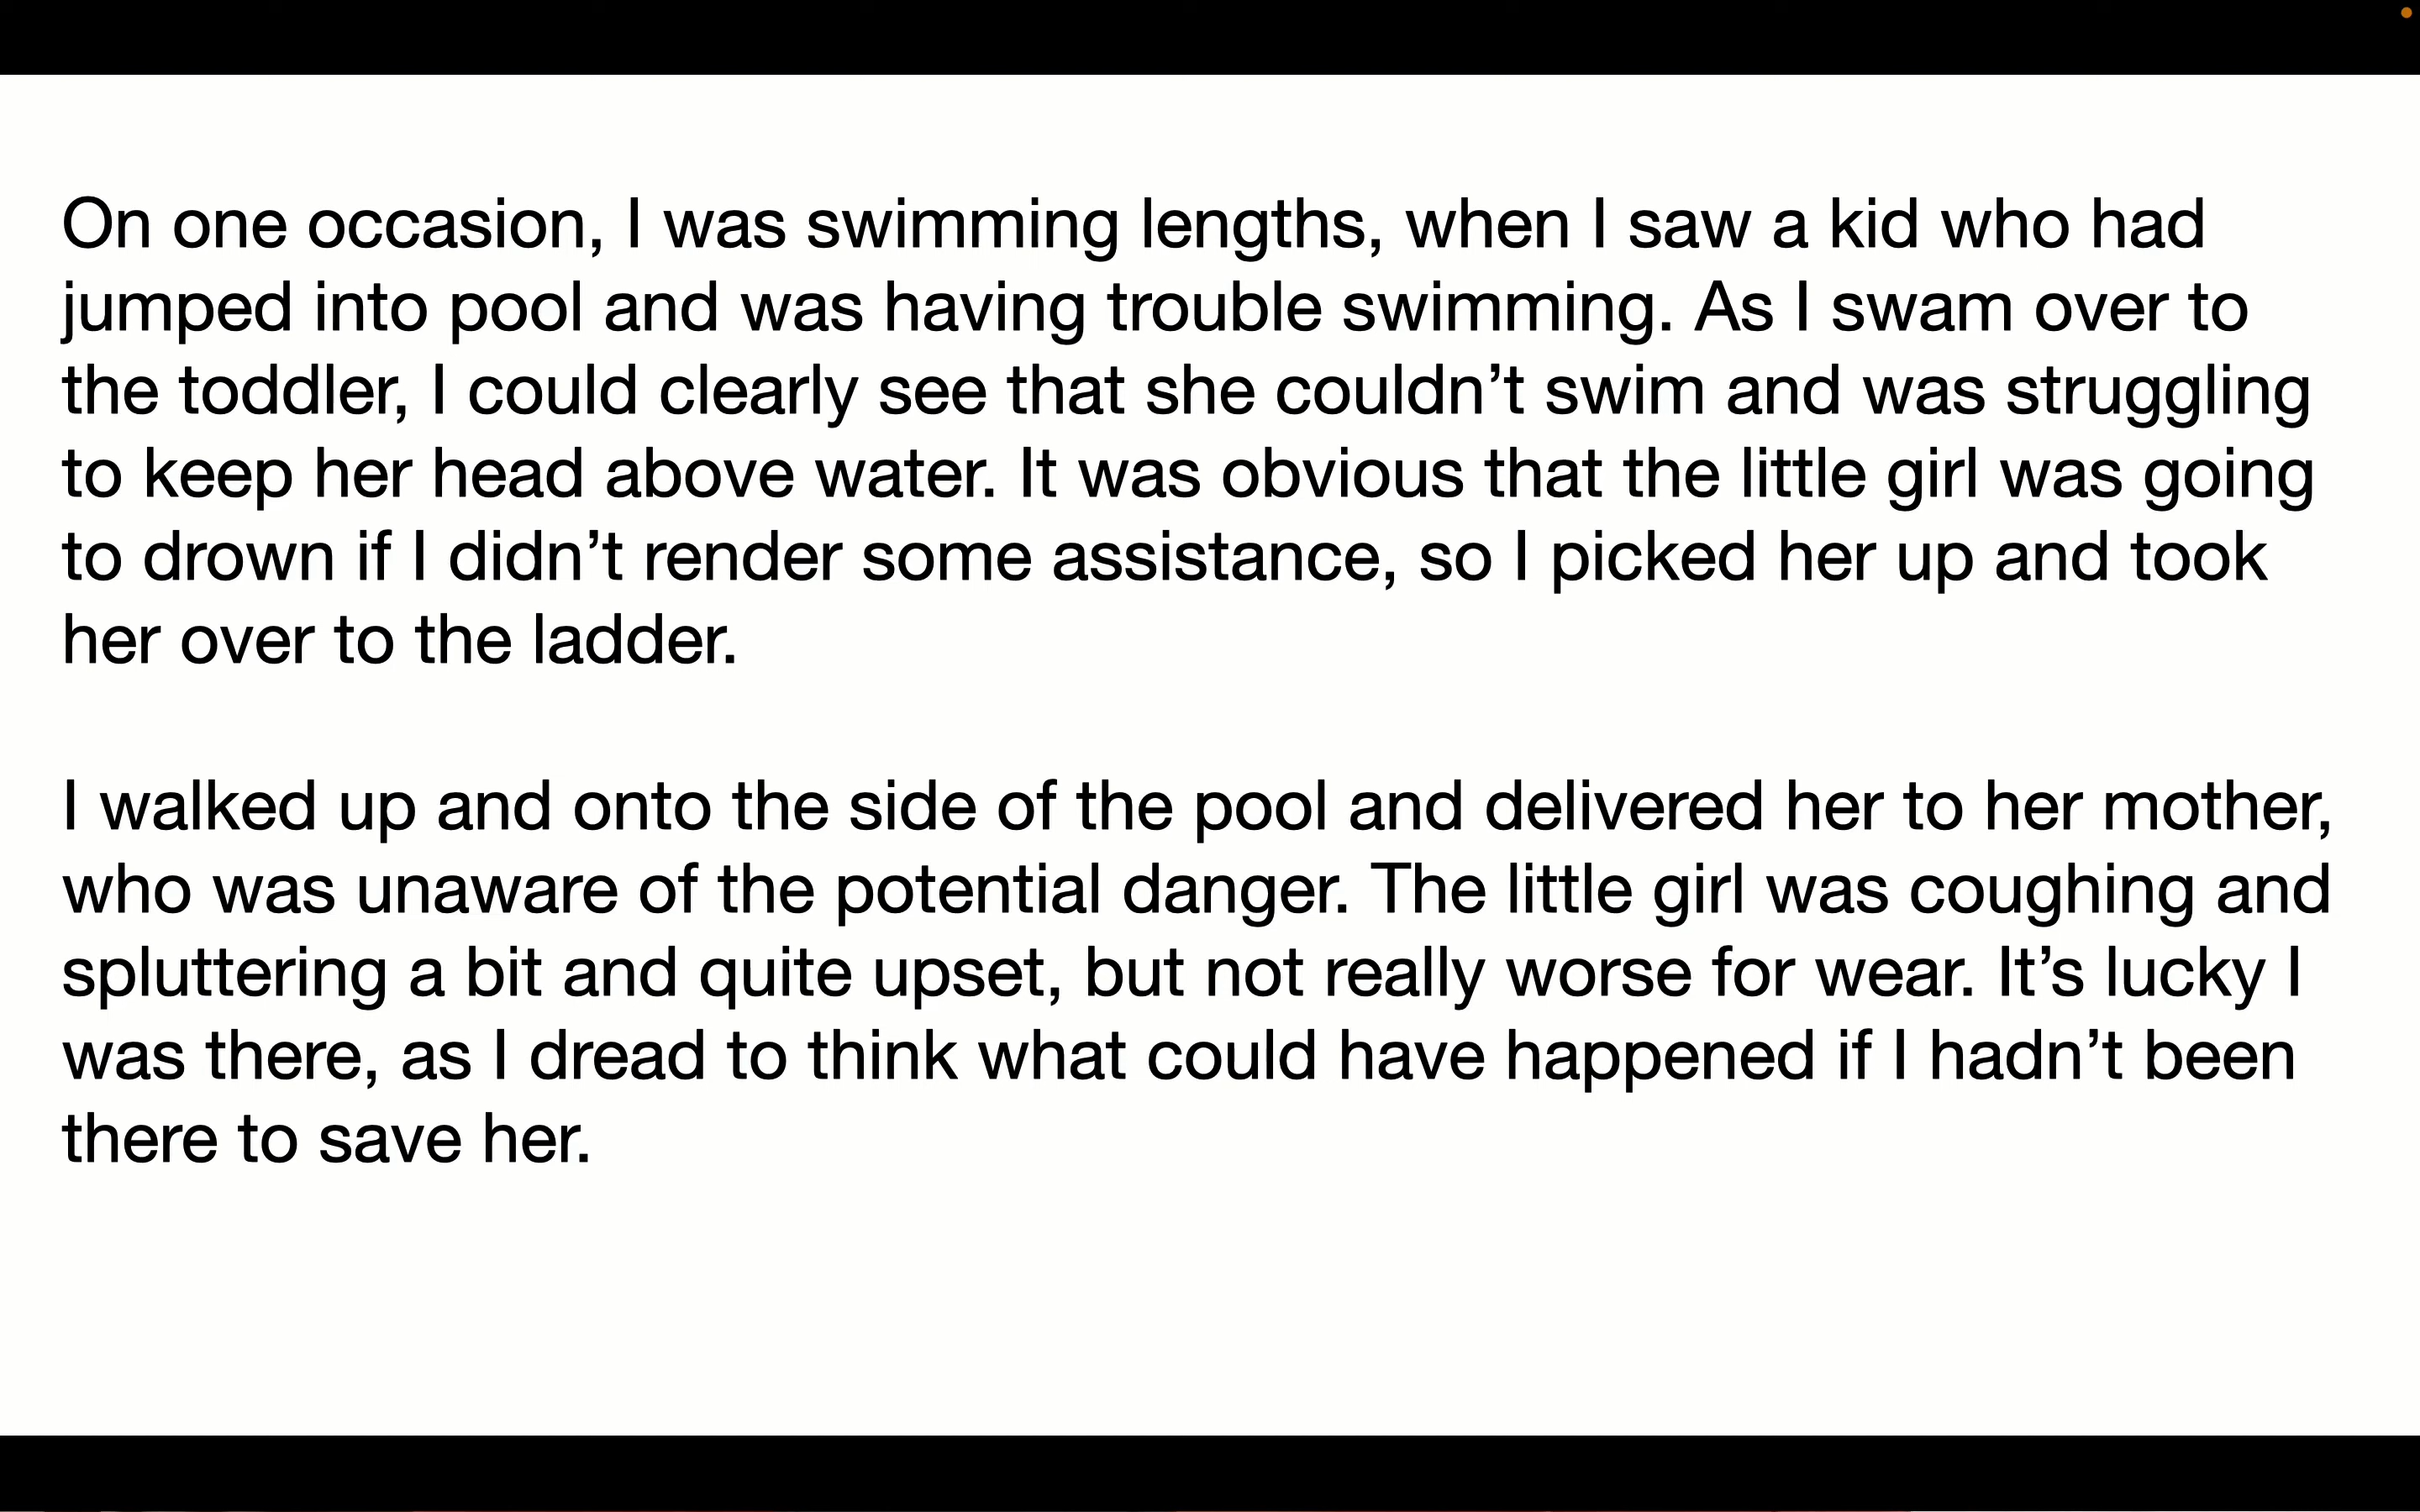 On one occasion, I was swimming lengths, when I saw a kid who had
jumped into pool and was having trouble swimming. As I swam over to
the toddler, I could clearly see that she couldn’t swim and was struggling
to keep her head above water. It was obvious that the little girl was going
to drown if I didn’t render some assistance, so I picked her up and took
her over to the ladder.
I walked up and onto the side of the pool and delivered her to her mother,
who was unaware of the potential danger. The little girl was coughing and
spluttering a bit and quite upset, but not really worse for wear. It’s lucky I
was there, as I dread to think what could have happened if I hadn’t been
there to save her.